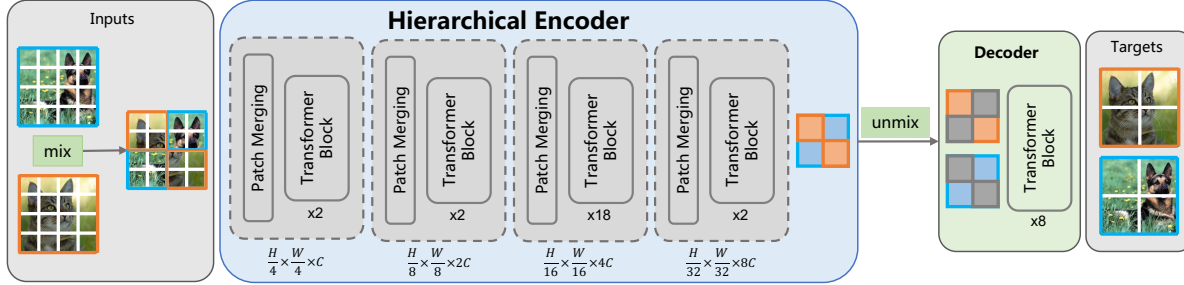 Inputs
mix
Hierarchical Encoder
Patch Merging
Transformer
Block
x2
H/4 × W/4 × C
Patch Merging
Transformer
Block
x2
H/8 × W/8 × 2C
Patch Merging
Transformer
Block
x18
H/16 × W/16 × 4C
Patch Merging
Transformer
Block
x2
H/32 × W/32 × 8C
unmix
Decoder
Transformer
Block
x8
Targets